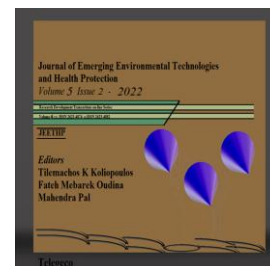 Journal of Emerging Environmental Technologies
and Health Protection
Volume 5 Issue 2 - 2022
JEETHP
Editors
Tilemachos K Koliopoulos
Fateh Mebarek Oudina
Mahendra Pal
Telegeco